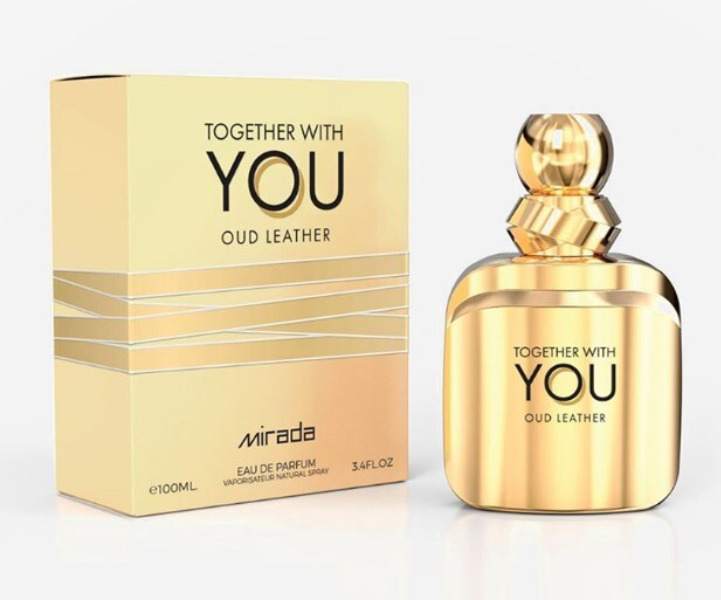 TOGETHER WITH
YOU
OUD LEATHER
mirada
EAU DE PARFUM
VAPORISATEUR NATURAL SPRAY
℮100ML
3.4FL.OZ
TOGETHER WITH
YOU
OUD LEATHER